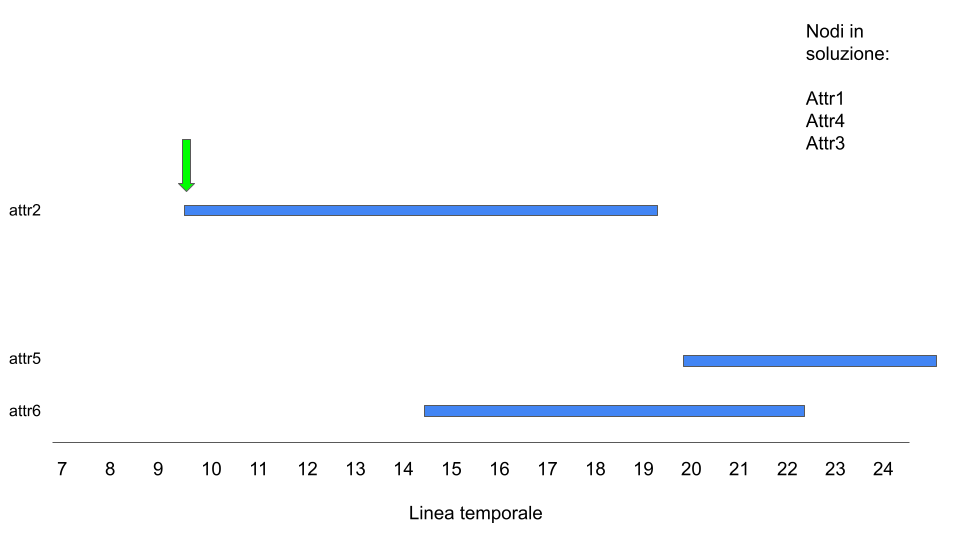 Nodi in
soluzione:
Attr1
Attr4
Attr3
attr2
attr5
attr6
7 8 9 10 11 12 13 14 15 16 17 18 19 20 21 22 23 24
Linea temporale